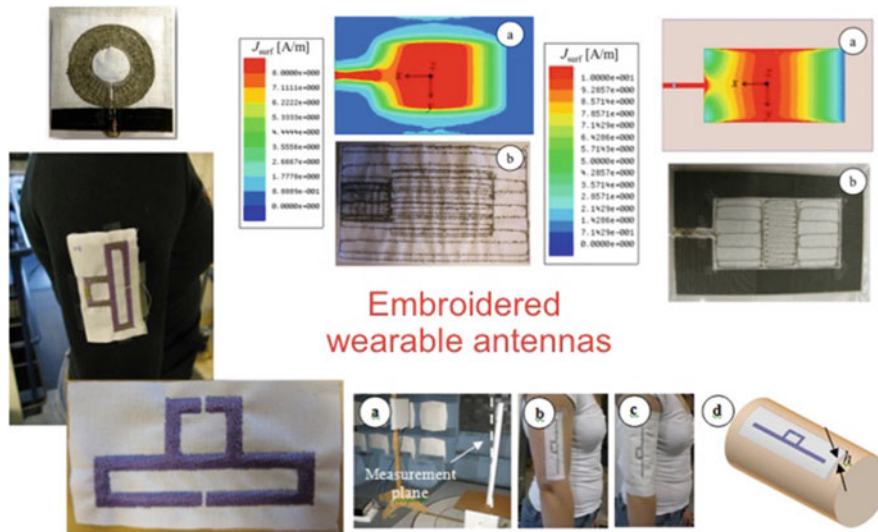 J_surf [A/m]
8.0000e+000
7.1111e+000
6.2222e+000
5.3333e+000
4.4444e+000
3.5556e+000
2.6667e+000
1.7778e+000
8.8889e-001
0.0000e+000
a
b
J_surf [A/m]
1.0000e+001
9.2857e+000
8.5714e+000
7.8571e+000
7.1429e+000
6.4286e+000
5.7143e+000
5.0000e+000
4.2857e+000
3.5714e+000
2.8571e+000
2.1429e+000
1.4286e+000
7.1429e-001
0.0000e+000
a
b
Embroidered
wearable antennas
a
Measurement
plane
b
c
d
h